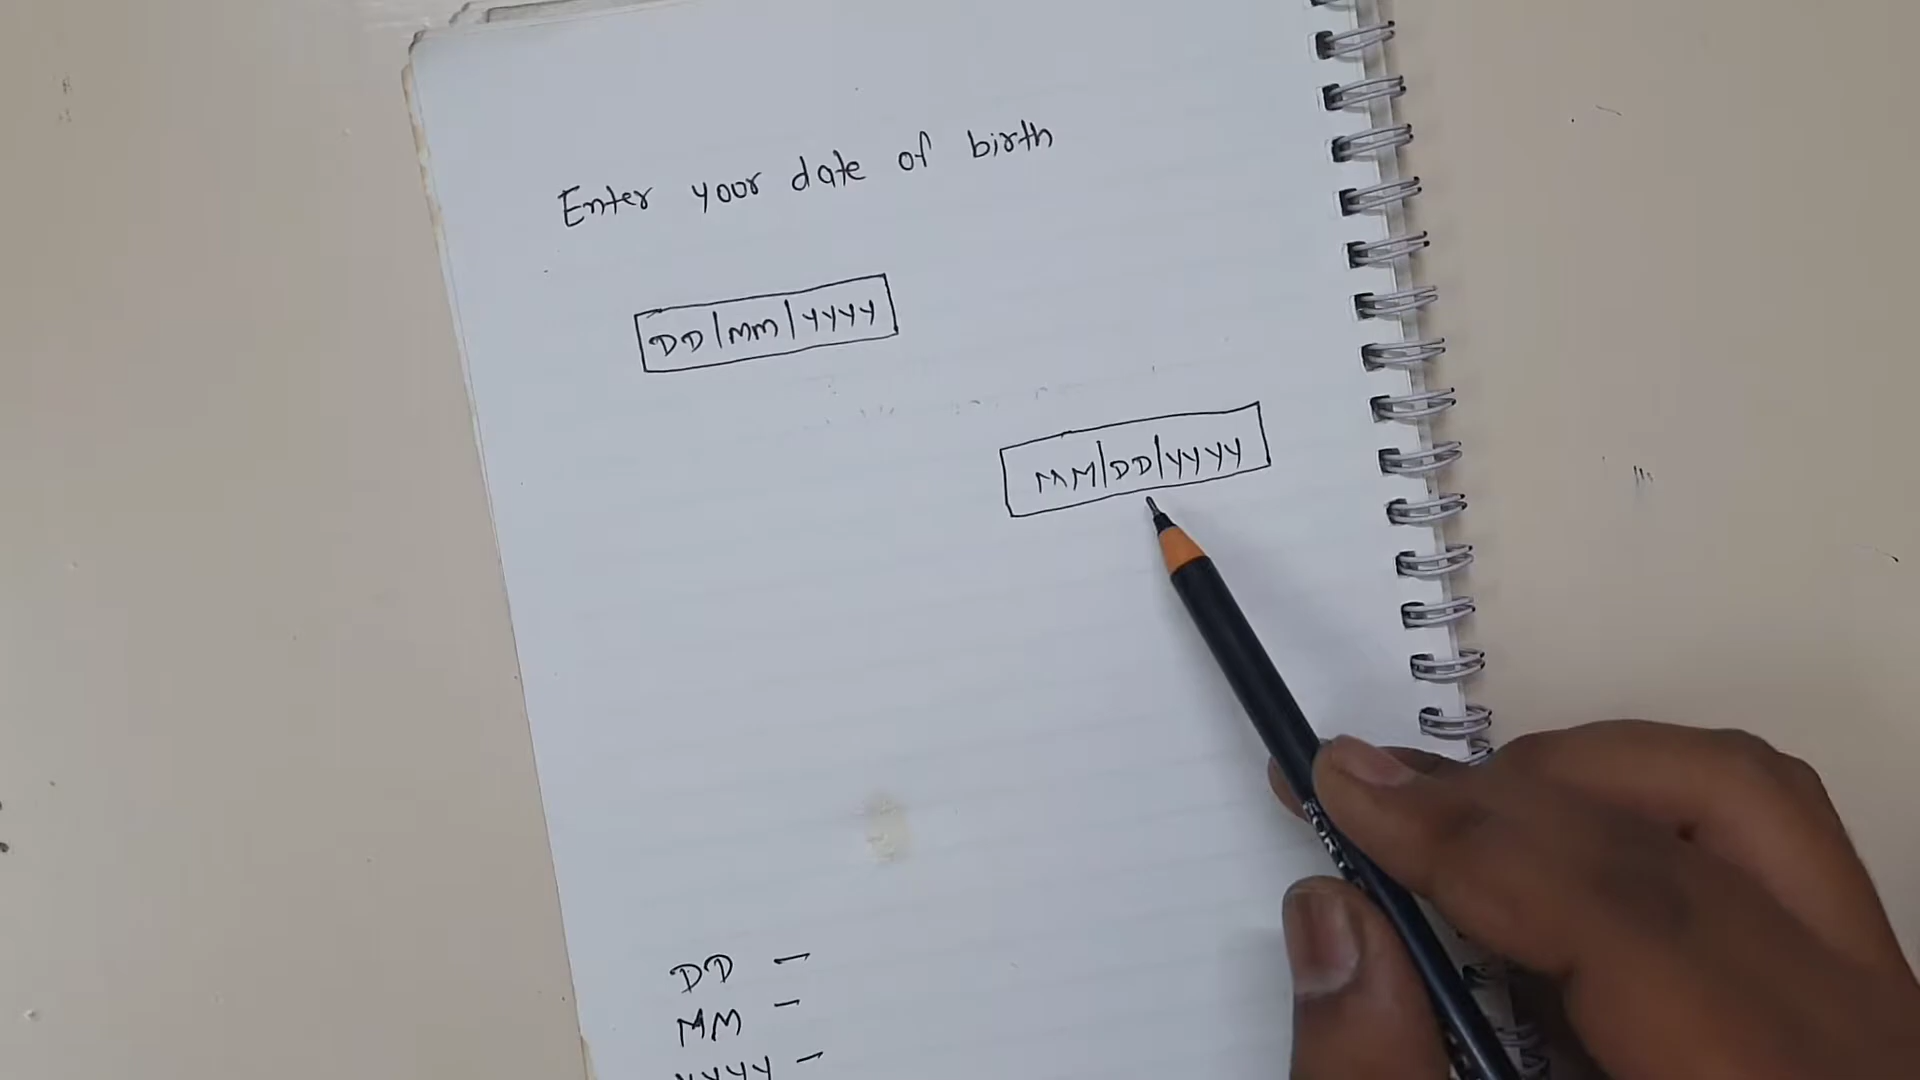 Enter your date of birth
DD|MM|YYYY
MM|DD|YYYY
DD -
MM -
YYYY -